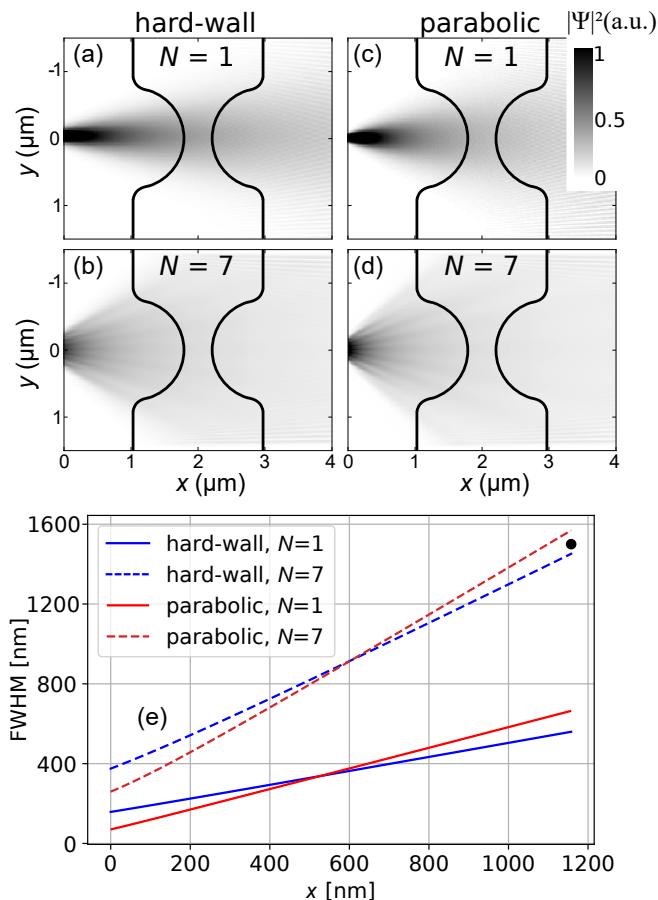 hard-wall
parabolic
|Ψ|²(a.u.)
(a)
N = 1
(c)
N = 1
1
0.5
0
-1
0
1
y (μm)
(b)
N = 7
(d)
N = 7
-1
0
1
y (μm)
0 1 2 3 4
0 1 2 3 4
x (μm)
x (μm)
1600
1200
800
400
0
FWHM [nm]
hard-wall, N=1
hard-wall, N=7
parabolic, N=1
parabolic, N=7
(e)
0 200 400 600 800 1000 1200
x [nm]